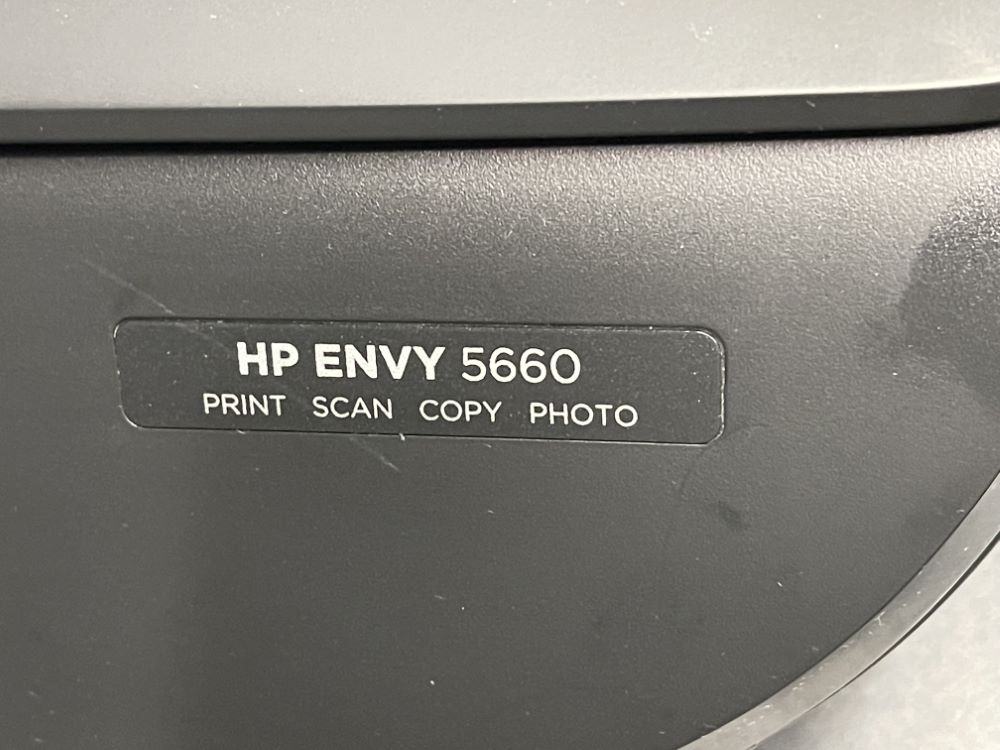 HP ENVY 5660
PRINT SCAN COPY PHOTO